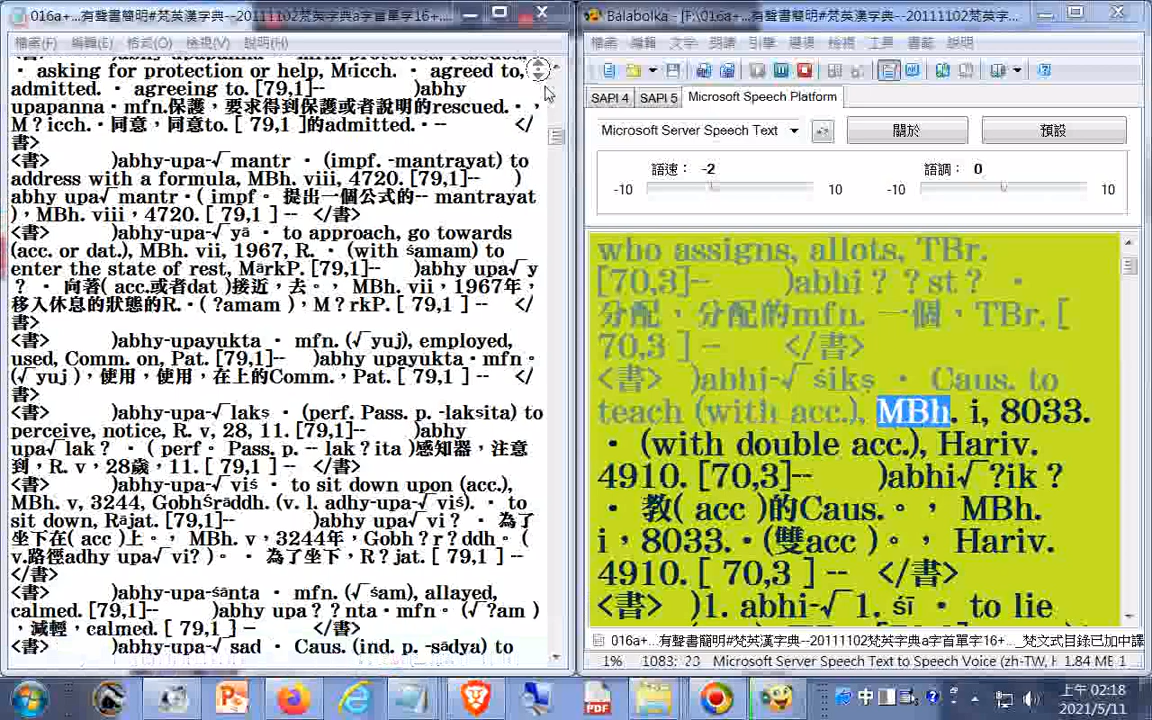 016a+...有聲書簡明#梵英漢字典--20111102梵英字典a字首單字16+...
檔案(F) 編輯(E) 格式(O) 檢視(V) 說明(H)
• asking for protection or help, Mṛicch. • agreed to,
admitted. • agreeing to. [79,1]-- )abhy
upapanna • mfn.保護，要求得到保護或者說明的rescued.•，
M ? icch.•同意，同意to. [ 79,1 ]的admitted.•-- </
書>
<書> )abhy-upa-√mantr • (impf. -mantrayat) to
address with a formula, MBh. viii, 4720. [79,1]-- )
abhy upa√mantr•( impf。 提出一個公式的-- mantrayat
)，MBh. viii，4720. [ 79,1 ] -- </書>
<書> )abhy-upa-√yā • to approach, go towards
(acc. or dat.), MBh. vii, 1967, R. • (with śamam) to
enter the state of rest, MārkP. [79,1]-- )abhy upa√y
? • 向著( acc.或者dat )接近，去。， MBh. vii，1967年，
移入休息的狀態的R.•( ?amam )，M ? rkP. [ 79,1 ] -- </
書>
<書> )abhy-upayukta • mfn. (√yuj), employed,
used, Comm. on, Pat. [79,1]-- )abhy upayukta•mfn。
(√yuj )，使用，使用，在上的Comm.，Pat. [ 79,1 ] -- </
書>
<書> )abhy-upa-√lakṣ • (perf. Pass. p. -lakṣita) to
perceive, notice, R. v, 28, 11. [79,1]-- )abhy
upa√lak ? • ( perf。 Pass. p. -- lak ? ita )感知器，注意
到，R. v，28歲，11. [ 79,1 ] -- </書>
<書> )abhy-upa-√viś • to sit down upon (acc.),
MBh. v, 3244, GobhŚrāddh. (v. l. adhy-upa-√viś). • to
sit down, Rājat. [79,1]-- )abhy upa√vi ? • 為了
坐下在( acc )上。， MBh. v，3244年，Gobh ? r ? ddh。(
v.路徑adhy upa√vi? )。 • 為了坐下，R ? jat. [ 79,1 ] --
</書>
<書> )abhy-upa-śānta • mfn. (√śam), allayed,
calmed. [79,1]-- )abhy upa ? ? nta•mfn。(√?am )
，減輕，calmed. [ 79,1 ] -- </書>
<書> )abhy-upa-√sad • Caus. (ind. p. -sādya) to
Balabolka - [F:\016a+...有聲書簡明#梵英漢字典--20111102梵英字...
檔案 編輯 文字 朗讀 引擎 選項 檢視 工具 書籤 說明
SAPI 4 SAPI 5 Microsoft Speech Platform
Microsoft Server Speech Text 關於 預設
語速： -2 語調： 0
-10 10 -10 10
who assigns, allots, TBr.
[70,3]-- )abhi ? ? st ? •
分配，分配的mfn. 一個，TBr. [
70,3 ] -- </書>
<書> )abhi-√śikṣ • Caus. to
teach (with acc.), MBh. i, 8033.
• (with double acc.), Hariv.
4910. [70,3]-- )abhi√?ik ?
• 教( acc )的Caus.。， MBh.
i，8033.•(雙acc )。， Hariv.
4910. [ 70,3 ] -- </書>
<書> )1. abhi-√1. śī • to lie
016a+...有聲書簡明#梵英漢字典--20111102梵英字典a字首單字16+..._梵文式目錄已加中譯
1% 1083: 23 Microsoft Server Speech Text to Speech Voice (zh-TW, H 1.84 MB 1
中
上午 02:18
2021/5/11